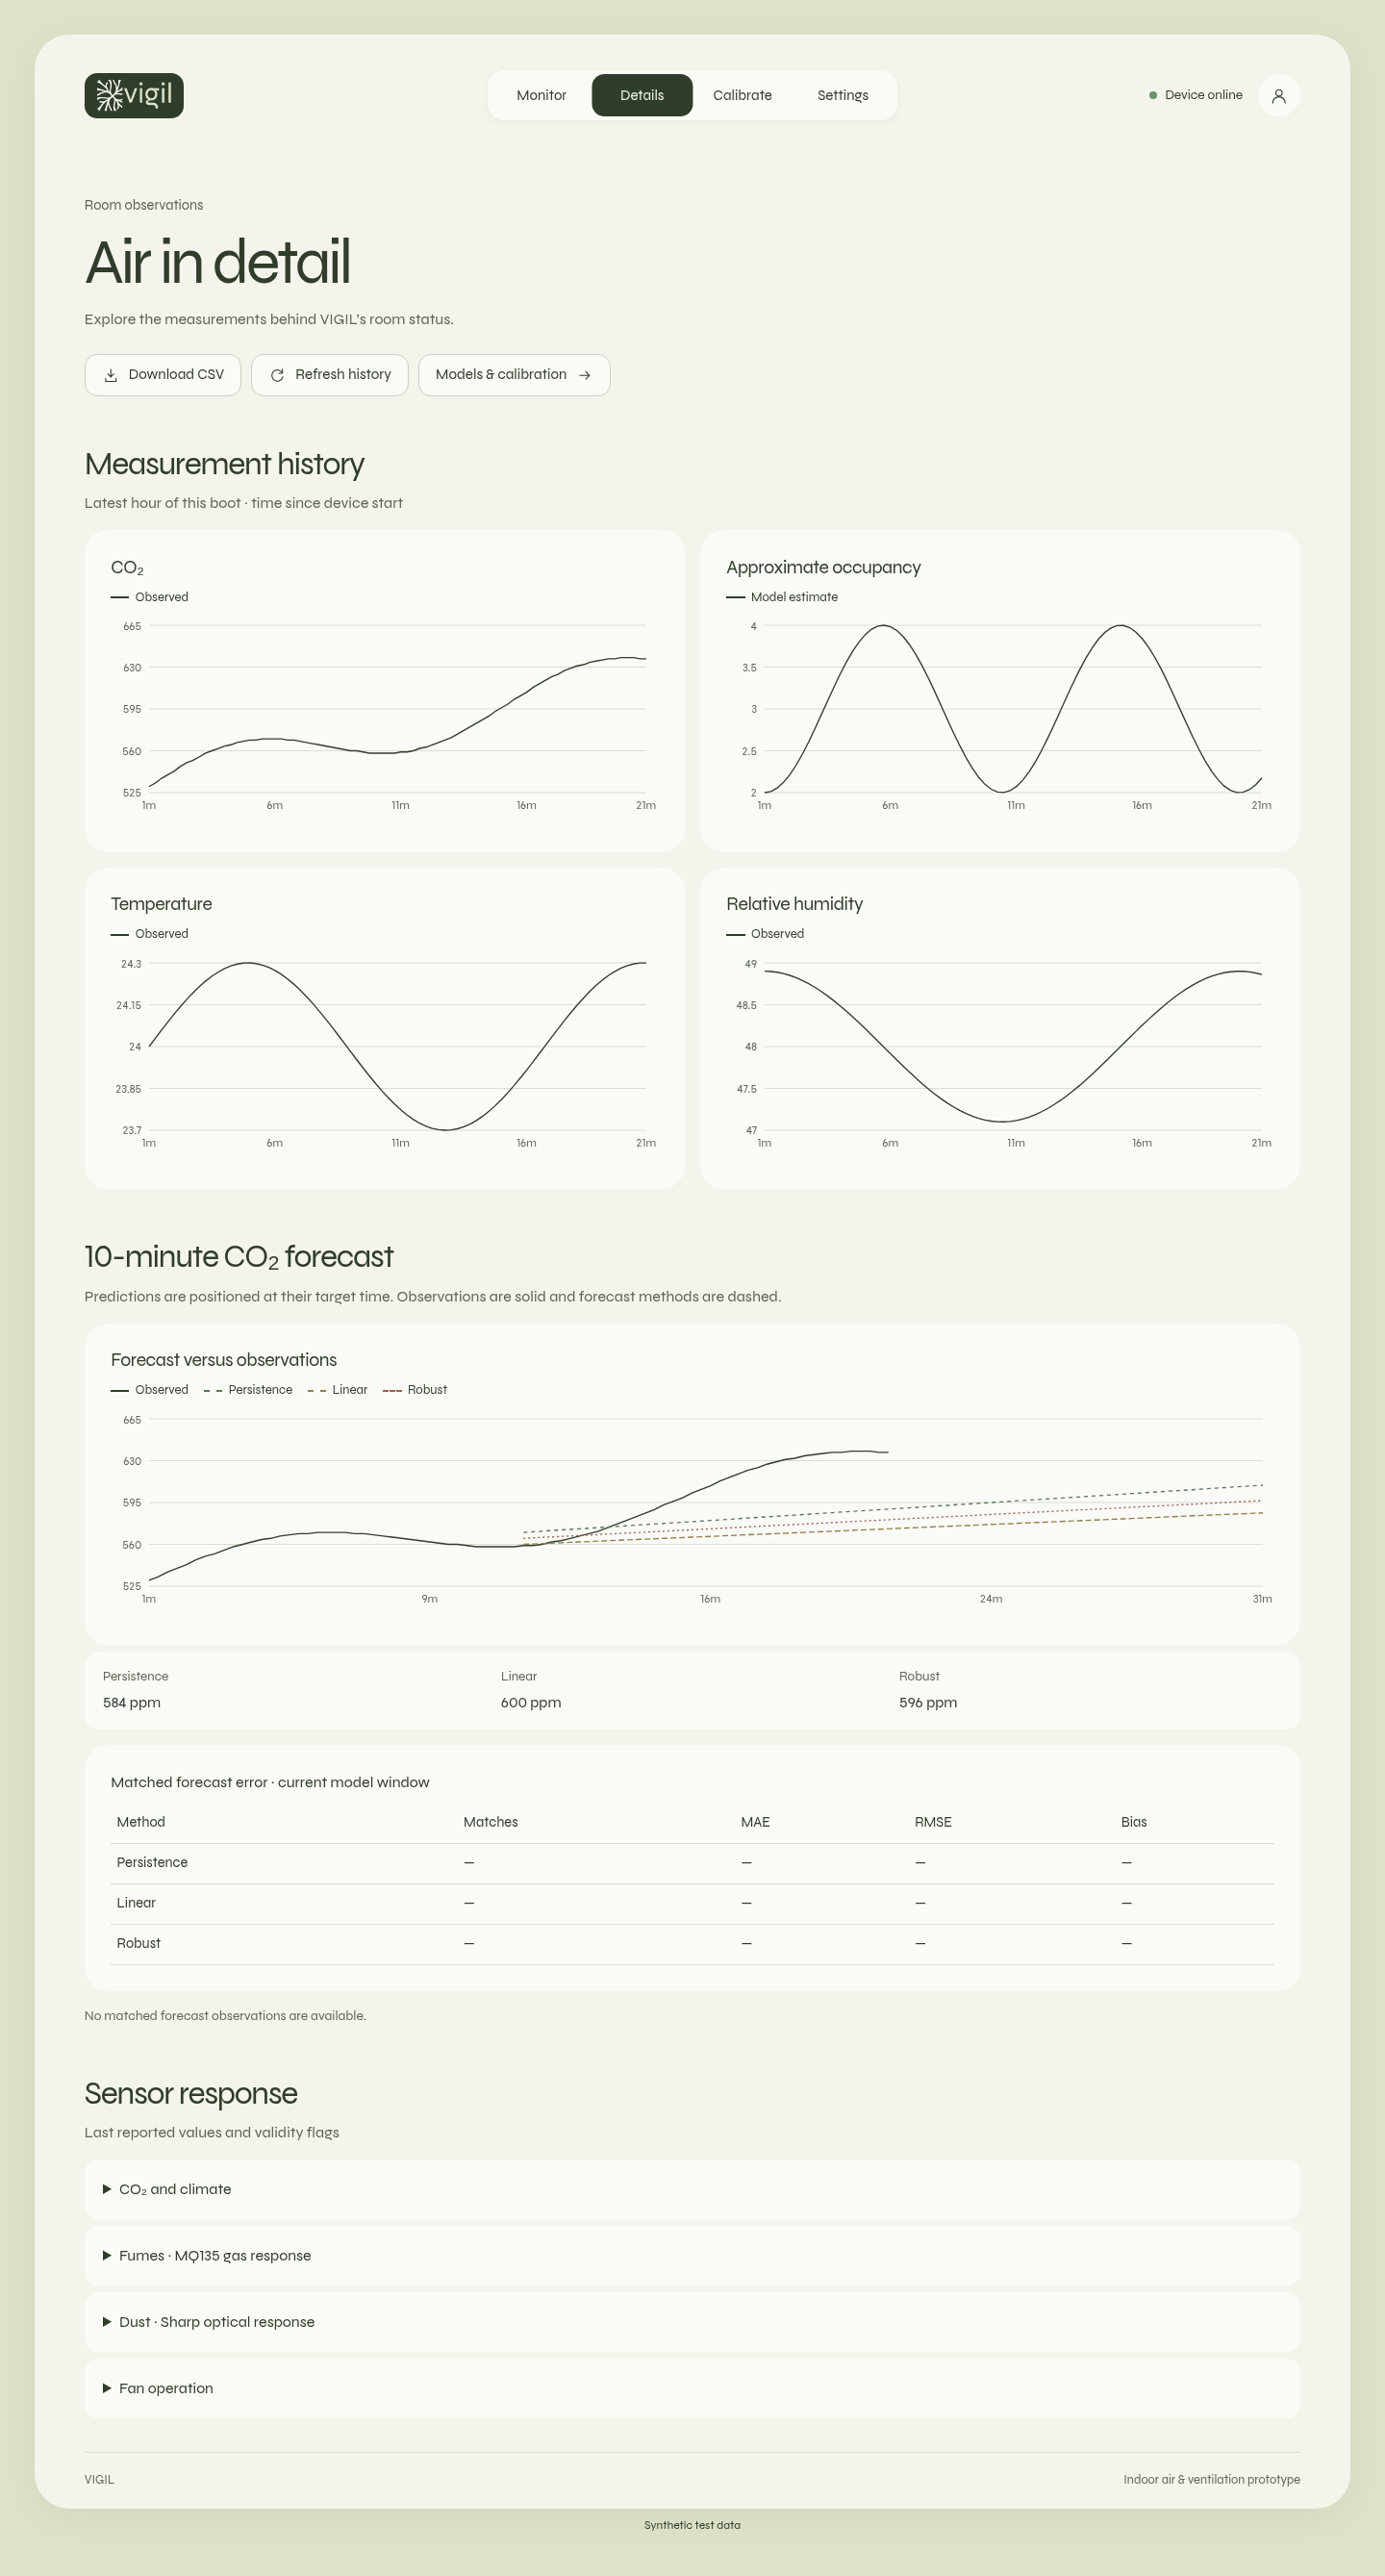 vigil
Monitor
Details
Calibrate
Settings
Device online
Room observations
Air in detail
Explore the measurements behind VIGIL's room status.
Download CSV
Refresh history
Models & calibration →
Measurement history
Latest hour of this boot · time since device start
CO₂
Observed
665
630
595
560
525
1m 6m 11m 16m 21m
Approximate occupancy
Model estimate
4
3.5
3
2.5
2
1m 6m 11m 16m 21m
Temperature
Observed
24.3
24.15
24
23.85
23.7
1m 6m 11m 16m 21m
Relative humidity
Observed
49
48.5
48
47.5
47
1m 6m 11m 16m 21m
10-minute CO₂ forecast
Predictions are positioned at their target time. Observations are solid and forecast methods are dashed.
Forecast versus observations
Observed Persistence Linear Robust
665
630
595
560
525
1m 9m 16m 24m 31m
Persistence Linear Robust
584 ppm 600 ppm 596 ppm
Matched forecast error · current model window
Method Matches MAE RMSE Bias
Persistence — — — —
Linear — — — —
Robust — — — —
No matched forecast observations are available.
Sensor response
Last reported values and validity flags
▶ CO₂ and climate
▶ Fumes · MQ135 gas response
▶ Dust · Sharp optical response
▶ Fan operation
VIGIL
Indoor air & ventilation prototype
Synthetic test data